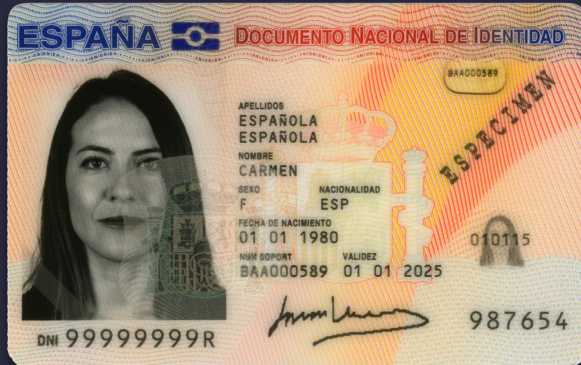 ESPAÑA DOCUMENTO NACIONAL DE IDENTIDAD
BAA000589
ESPECIMEN
APELLIDOS
ESPAÑOLA
ESPAÑOLA
NOMBRE
CARMEN
SEXO NACIONALIDAD
F ESP
FECHA DE NACIMIENTO
01 01 1980
010115
NUM SOPORT VALIDEZ
BAA000589 01 01 2025
DNI 99999999R
987654